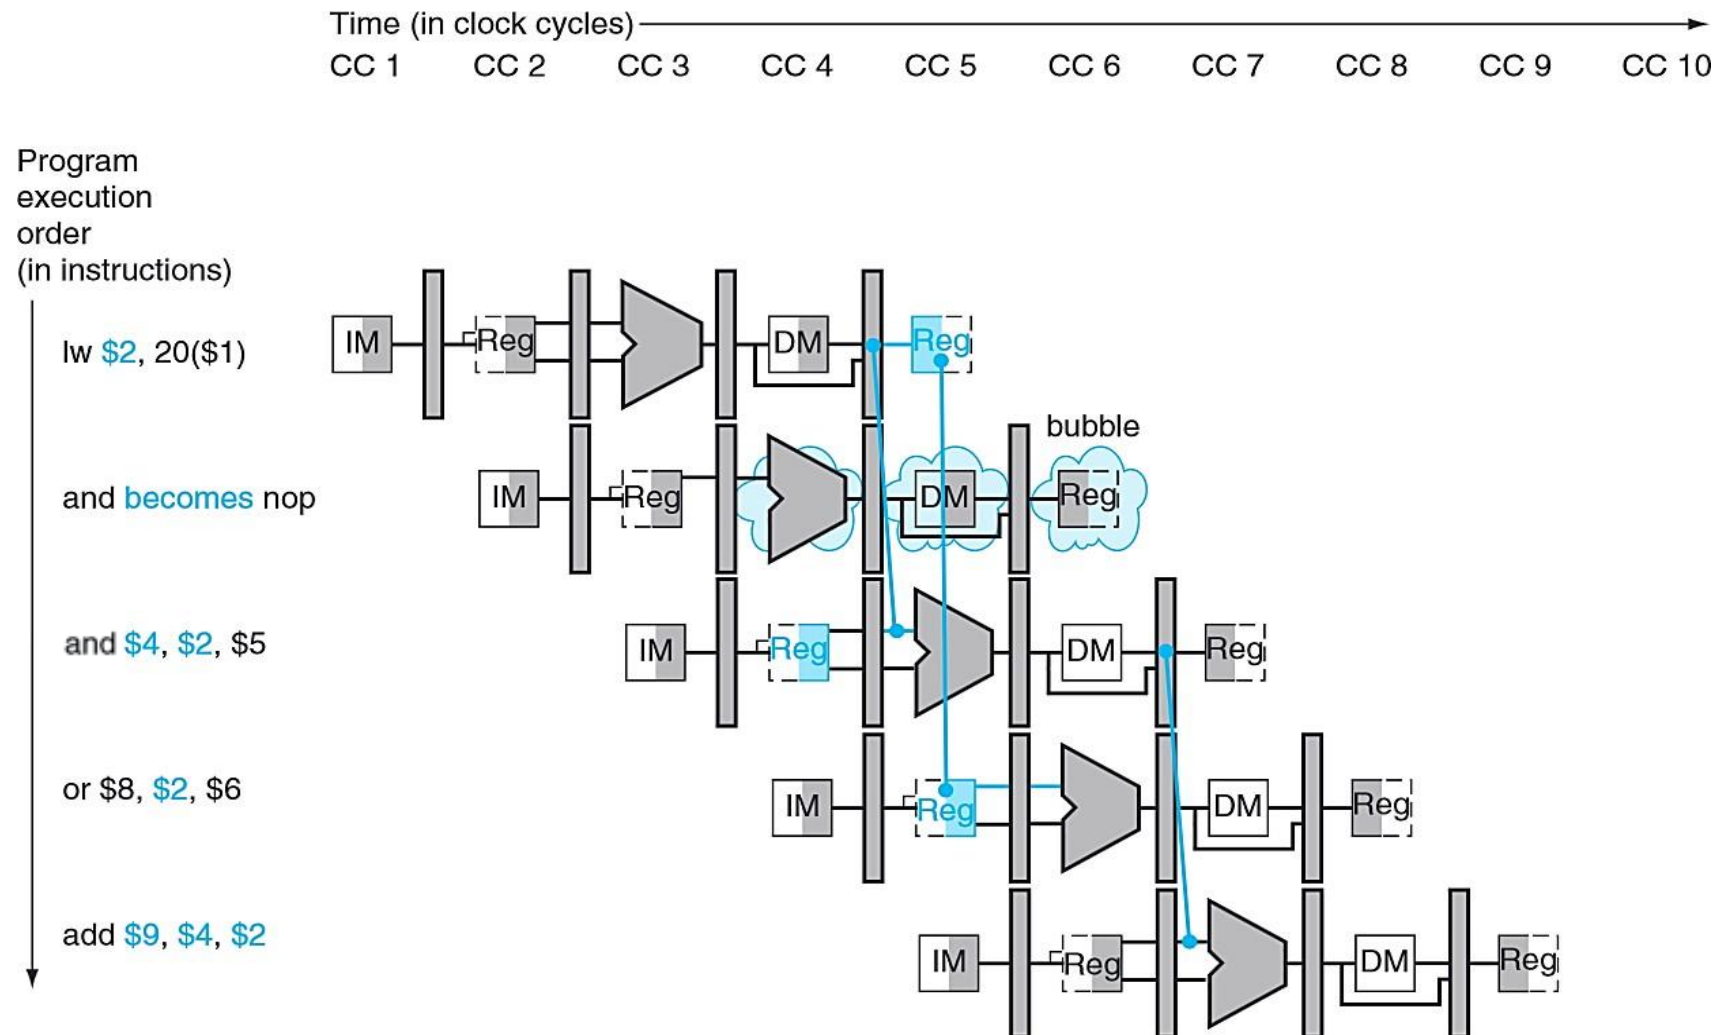 Time (in clock cycles)
CC 1 CC 2 CC 3 CC 4 CC 5 CC 6 CC 7 CC 8 CC 9 CC 10
Program
execution
order
(in instructions)
lw $2, 20($1)
IM Reg DM Reg
bubble
and becomes nop
IM Reg DM Reg
and $4, $2, $5
IM Reg DM Reg
or $8, $2, $6
IM Reg DM Reg
add $9, $4, $2
IM Reg DM Reg